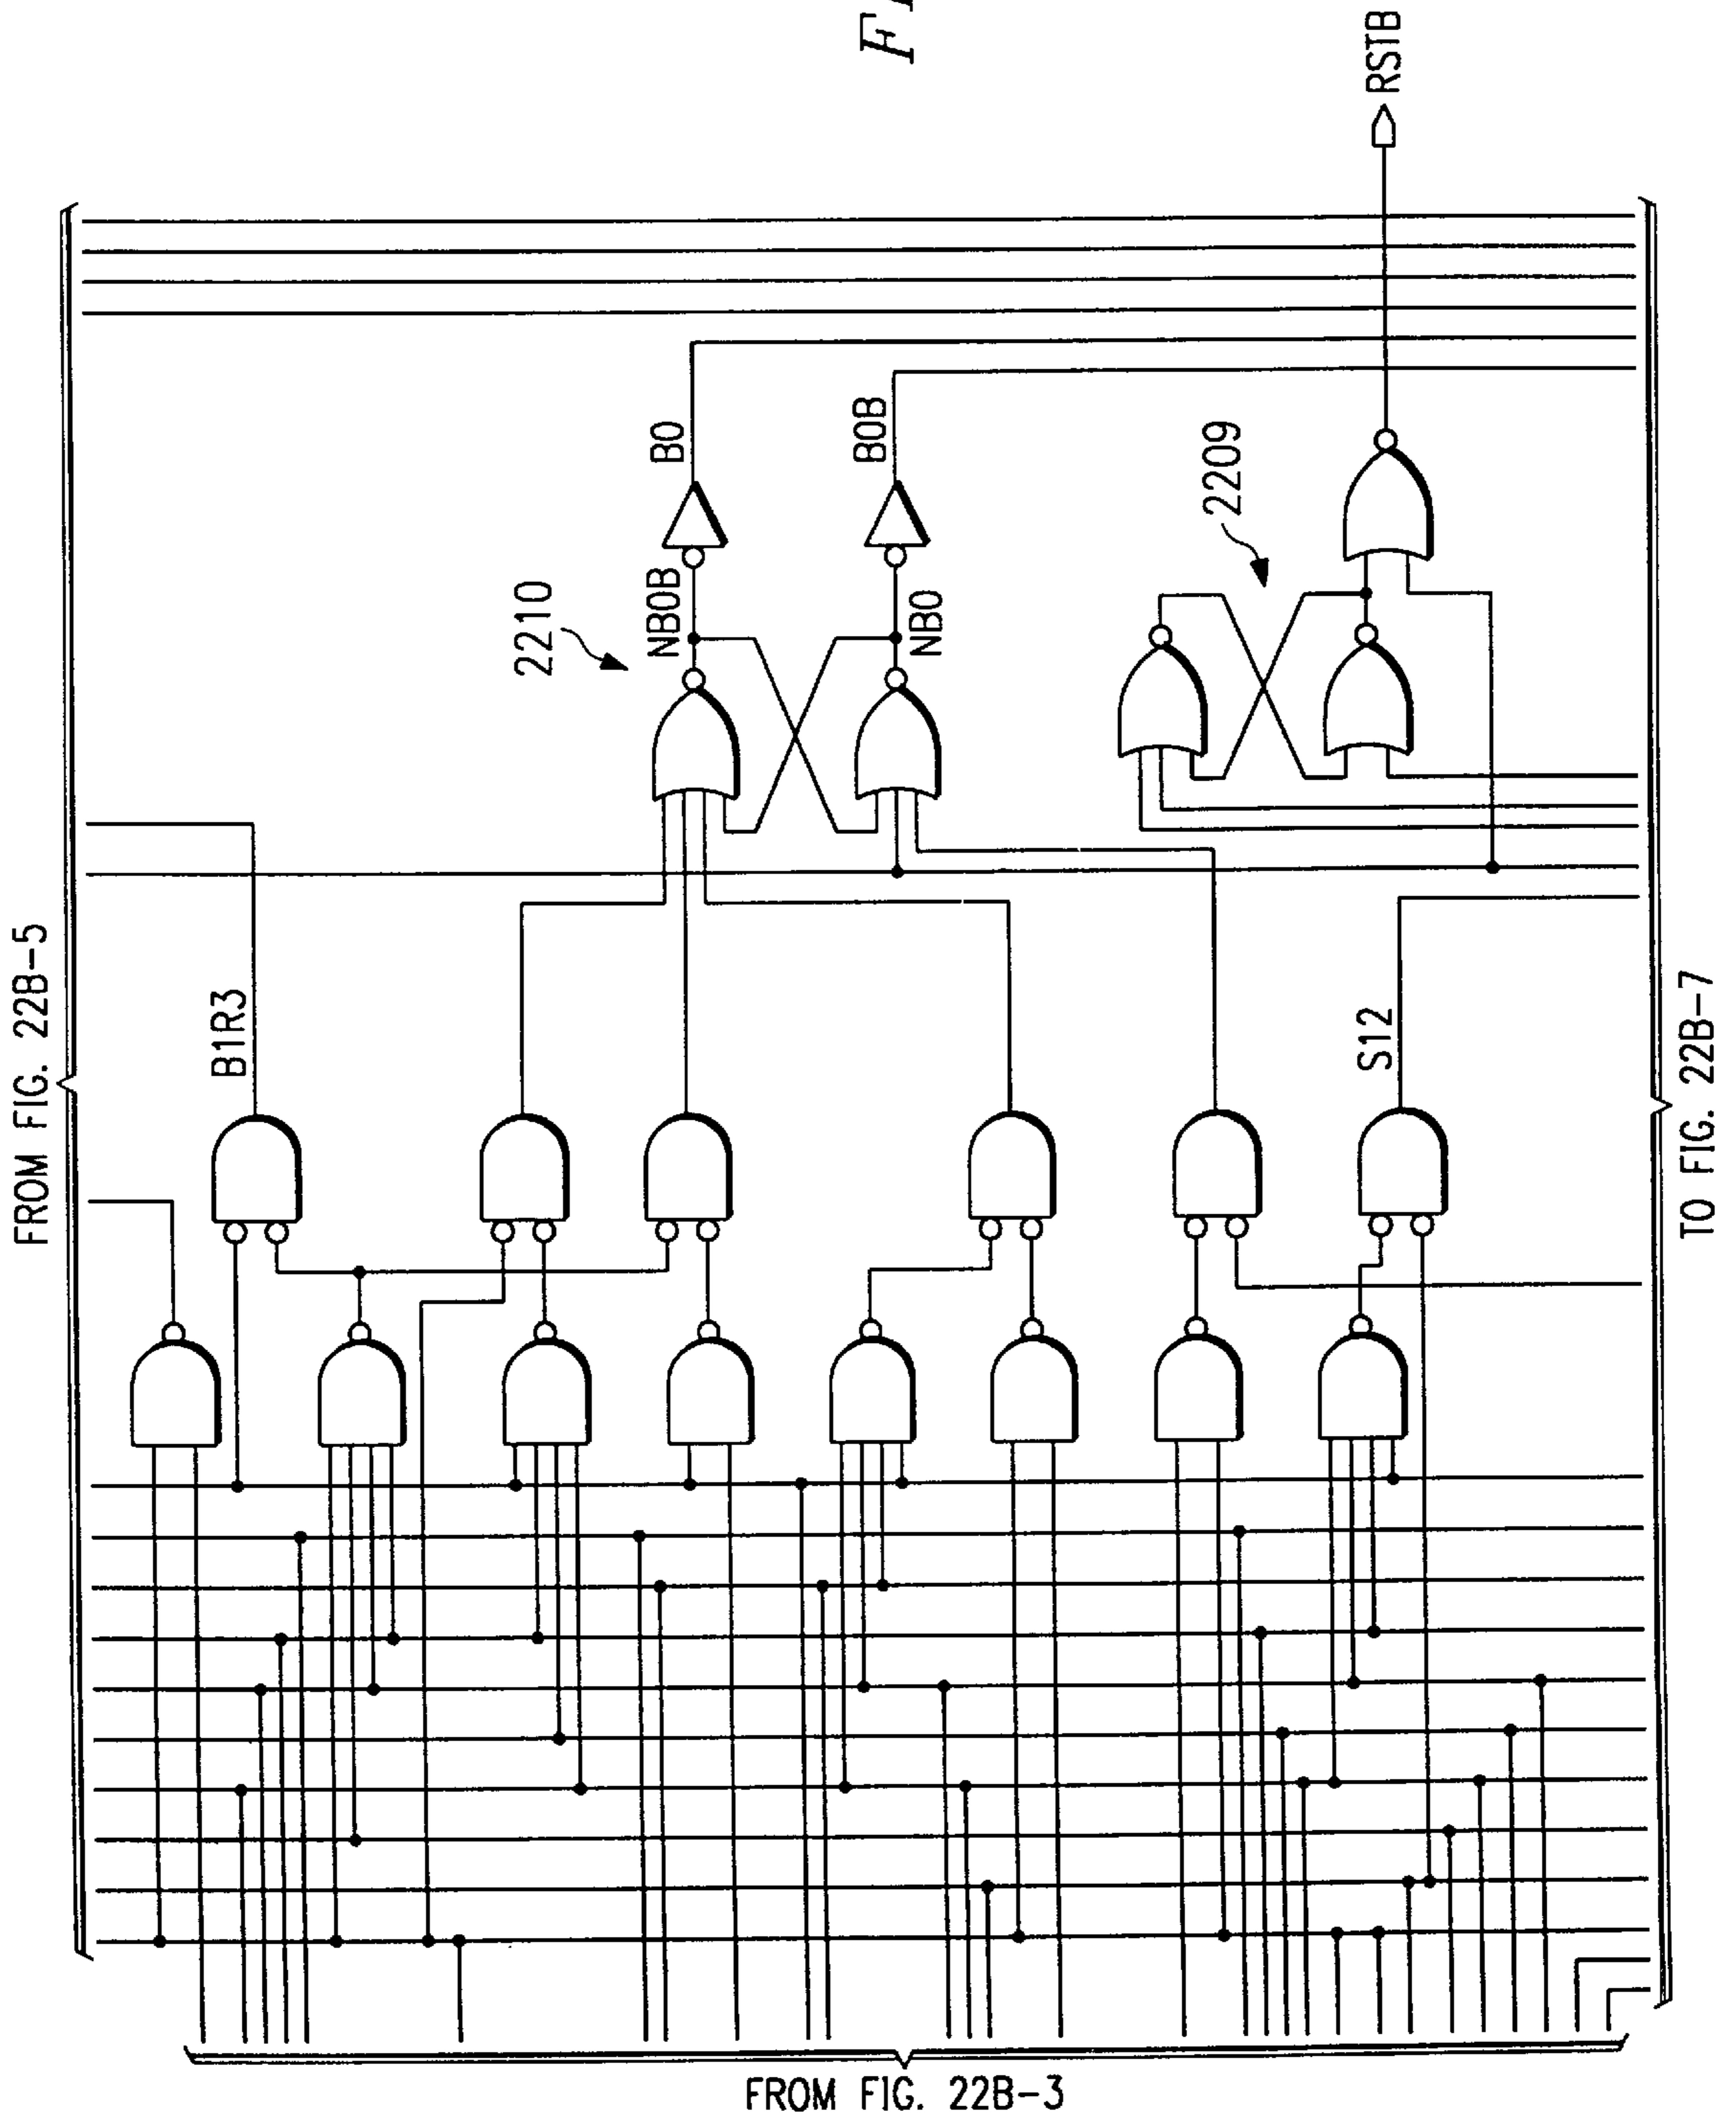 FROM FIG. 22B-5
B1R3
2210
NB0B
B0
B0B
NB0
2209
RSTB
S12
TO FIG. 22B-7
FROM FIG. 22B-3